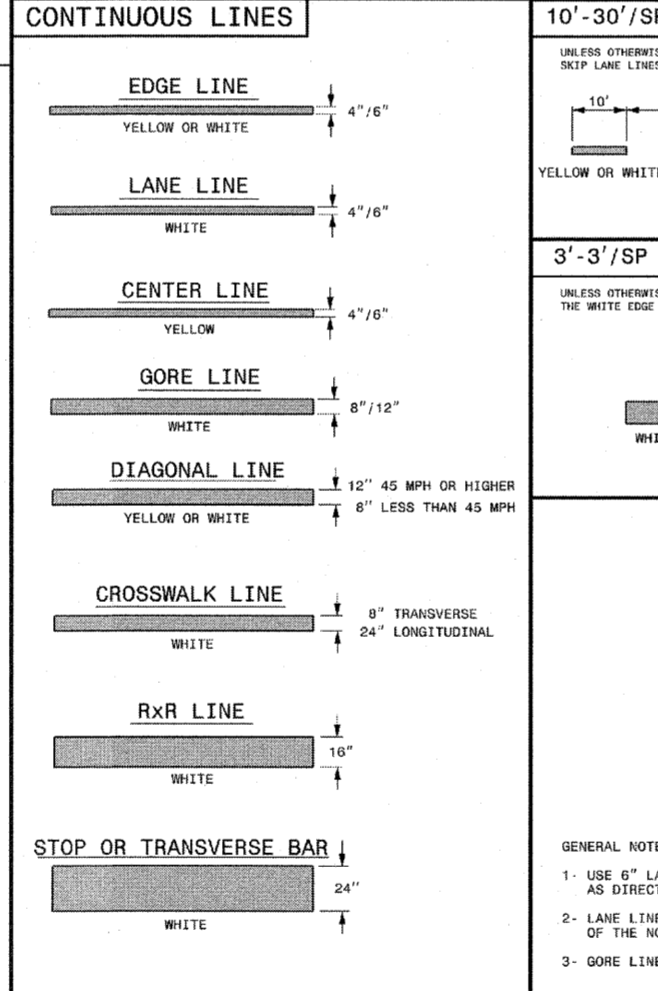 CONTINUOUS LINES
EDGE LINE
4"/6"
YELLOW OR WHITE
LANE LINE
4"/6"
WHITE
CENTER LINE
4"/6"
YELLOW
GORE LINE
8"/12"
WHITE
DIAGONAL LINE
12" 45 MPH OR HIGHER
8" LESS THAN 45 MPH
YELLOW OR WHITE
CROSSWALK LINE
8" TRANSVERSE
24" LONGITUDINAL
WHITE
RxR LINE
16"
WHITE
STOP OR TRANSVERSE BAR
24"
WHITE
10'-30'/SP
UNLESS OTHERWIS
SKIP LANE LINES
10'
YELLOW OR WHITE
3'-3'/SP
UNLESS OTHERWIS
THE WHITE EDGE
WHI
GENERAL NOTE
1- USE 6" LA
AS DIRECT
2- LANE LINE
OF THE NO
3- GORE LINE